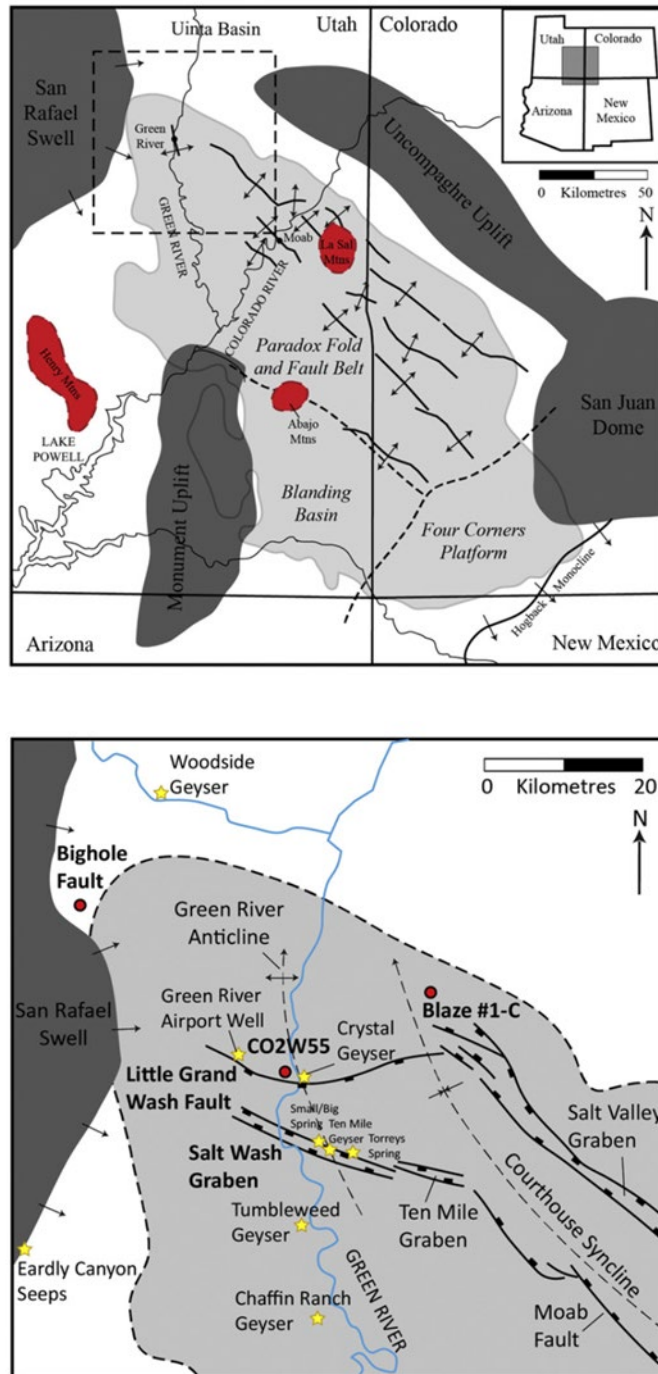 Uinta Basin
Utah
Colorado
San
Rafael
Swell
Green
River
GREEN RIVER
Moab
COLORADO RIVER
La Sal
Mtns
Uncompaghre Uplift
Utah
Colorado
Arizona
New
Mexico
0 Kilometres 50
N
Henry Mtns
LAKE
POWELL
Paradox Fold
and Fault Belt
Abajo
Mtns
San Juan
Dome
Monument Uplift
Blanding
Basin
Four Corners
Platform
Hogback Monocline
Arizona
New Mexico
Woodside
Geyser
0 Kilometres 20
N
Bighole
Fault
Green River
Anticline
San Rafael
Swell
Green River
Airport Well
CO2W55
Crystal
Geyser
Blaze #1-C
Little Grand
Wash Fault
Small/Big
Spring
Ten Mile
Geyser
Torreys
Spring
Salt Wash
Graben
Salt Valley
Graben
Tumbleweed
Geyser
Ten Mile
Graben
Courthouse Syncline
Eardly Canyon
Seeps
Chaffin Ranch
Geyser
GREEN RIVER
Moab
Fault